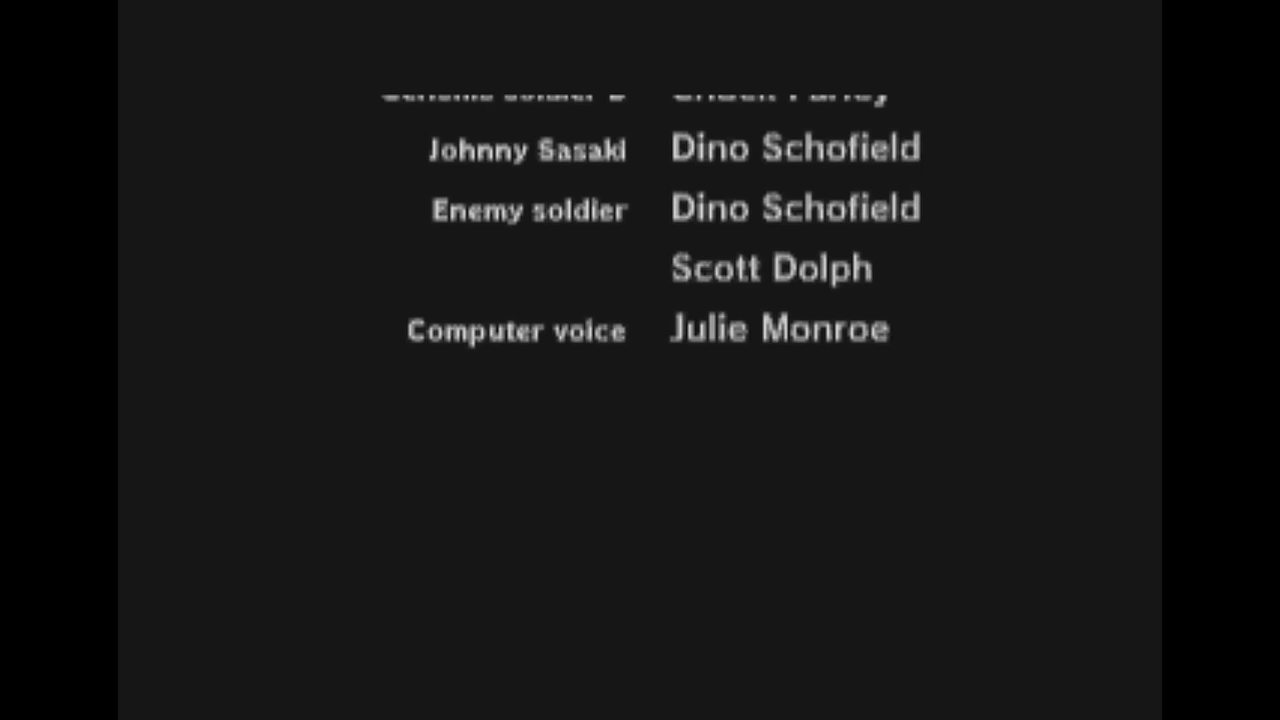 Johnny Sasaki Dino Schofield
Enemy soldier Dino Schofield
Scott Dolph
Computer voice Julie Monroe